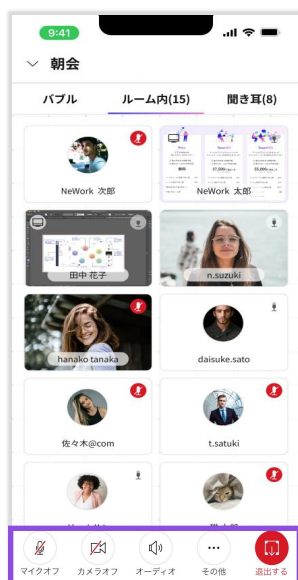 9:41
朝会
バブル ルーム内(15) 聞き耳(8)
NeWork 次郎
NeWork 太郎
田中 花子
n.suzuki
hanako tanaka
daisuke.sato
佐々木@com
t.satuki
マイクオフ カメラオフ オーディオ その他 退出する